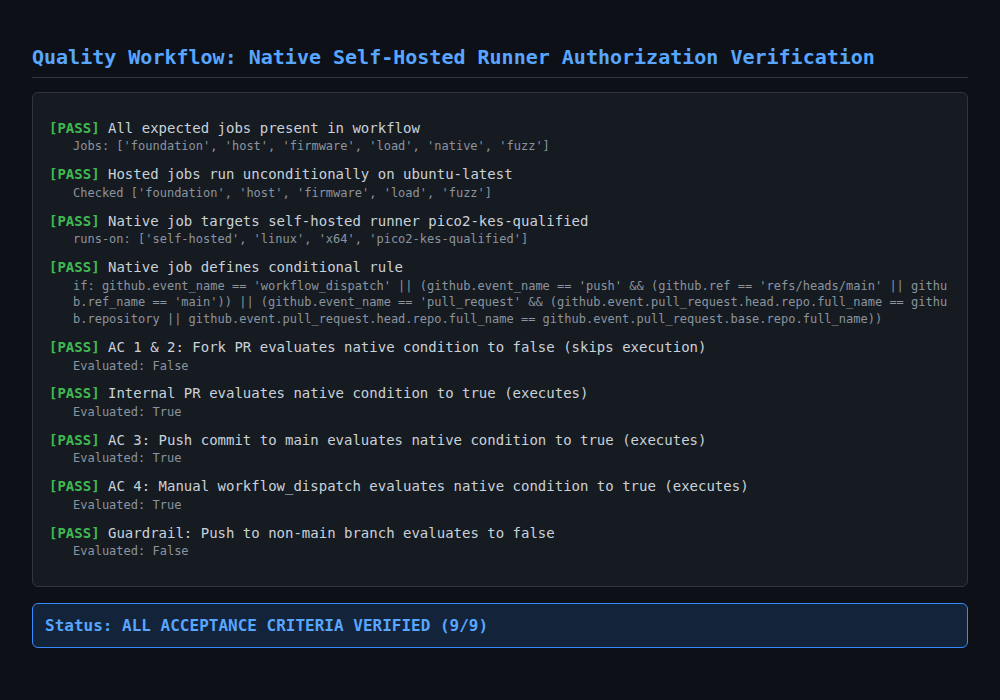 Quality Workflow: Native Self-Hosted Runner Authorization Verification
[PASS] All expected jobs present in workflow
Jobs: ['foundation', 'host', 'firmware', 'load', 'native', 'fuzz']
[PASS] Hosted jobs run unconditionally on ubuntu-latest
Checked ['foundation', 'host', 'firmware', 'load', 'fuzz']
[PASS] Native job targets self-hosted runner pico2-kes-qualified
runs-on: ['self-hosted', 'linux', 'x64', 'pico2-kes-qualified']
[PASS] Native job defines conditional rule
if: github.event_name == 'workflow_dispatch' || (github.event_name == 'push' && (github.ref == 'refs/heads/main' || githu
b.ref_name == 'main')) || (github.event_name == 'pull_request' && (github.event.pull_request.head.repo.full_name == githu
b.repository || github.event.pull_request.head.repo.full_name == github.event.pull_request.base.repo.full_name))
[PASS] AC 1 & 2: Fork PR evaluates native condition to false (skips execution)
Evaluated: False
[PASS] Internal PR evaluates native condition to true (executes)
Evaluated: True
[PASS] AC 3: Push commit to main evaluates native condition to true (executes)
Evaluated: True
[PASS] AC 4: Manual workflow_dispatch evaluates native condition to true (executes)
Evaluated: True
[PASS] Guardrail: Push to non-main branch evaluates to false
Evaluated: False
Status: ALL ACCEPTANCE CRITERIA VERIFIED (9/9)